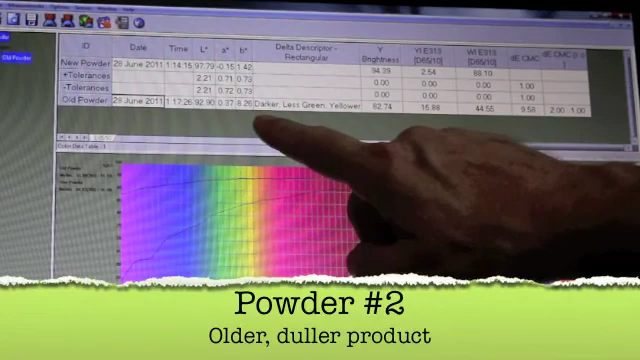 Old Powder
ID Date Time L* a* b* Delta Descriptor - Rectangular Y Brightness YI E313 [D65/10] WI E313 [D65/10] dE CMC
New Powder 28 June 2011 1:14:15 97.79 -0.15 1.42 94.39 2.54 88.10
+Tolerances 2.21 0.71 0.73 0.00 0.00 1.00
-Tolerances 2.21 0.72 0.73 0.00 0.00 1.00
Old Powder 28 June 2011 1:17:26 92.90 0.37 8.26 Darker, Less Green, Yellower 82.74 15.88 44.55 9.58 2.00 :1.00
Color Data Table : 1
Powder #2
Older, duller product